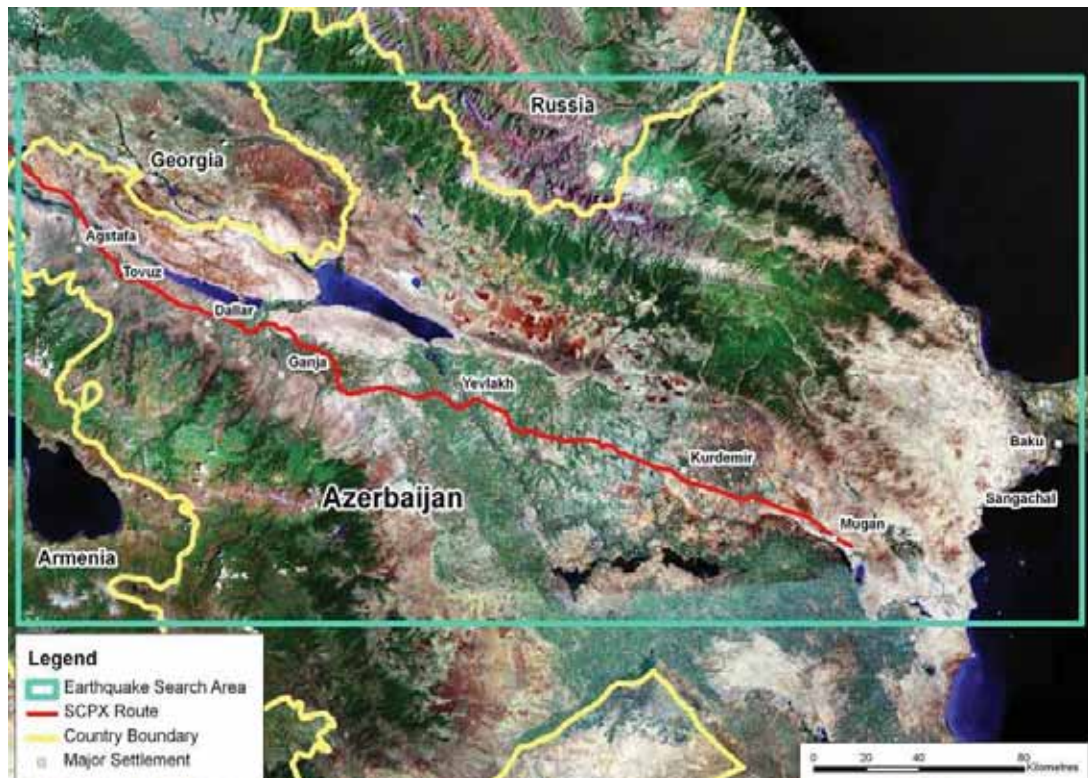 Russia
Georgia
Agstafa
Tovuz
Dallar
Ganja
Yevlakh
Kurdemir
Baku
Sangachal
Azerbaijan
Mugan
Armenia
Legend
Earthquake Search Area
SCPX Route
Country Boundary
Major Settlement
0 20 40 80
Kilometres